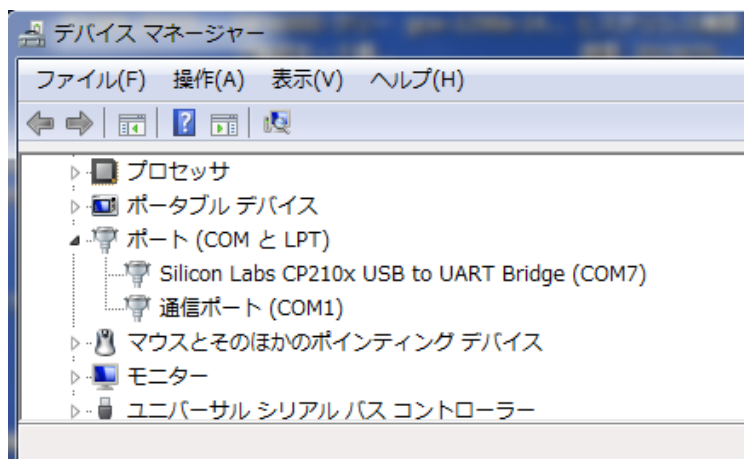 デバイス マネージャー
ファイル(F) 操作(A) 表示(V) ヘルプ(H)
プロセッサ
ポータブル デバイス
ポート (COM と LPT)
Silicon Labs CP210x USB to UART Bridge (COM7)
通信ポート (COM1)
マウスとそのほかのポインティング デバイス
モニター
ユニバーサル シリアル バス コントローラー